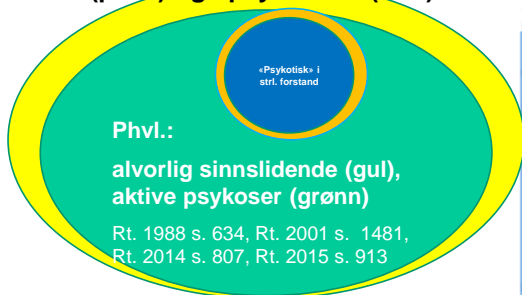 «Psykotisk» i
strl. forstand
Phvl.:
alvorlig sinnslidende (gul),
aktive psykoser (grønn)
Rt. 1988 s. 634, Rt. 2001 s. 1481,
Rt. 2014 s. 807, Rt. 2015 s. 913